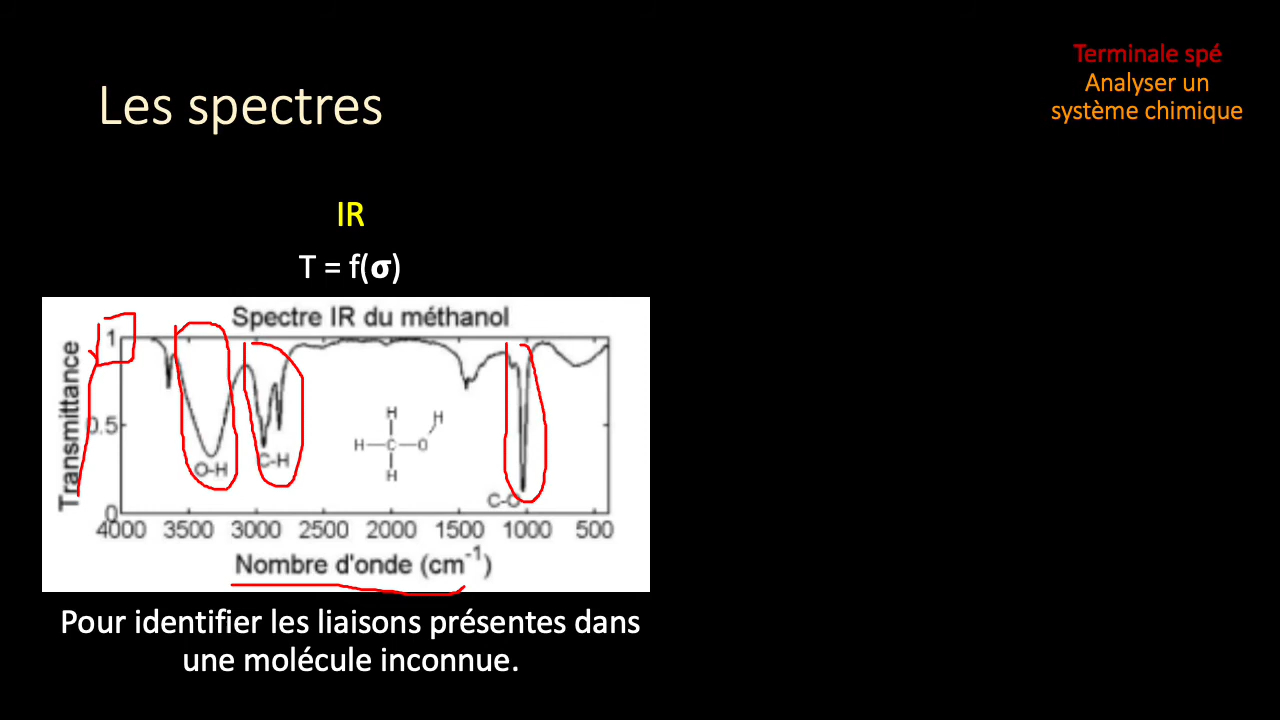 Terminale spé
Analyser un
système chimique
Les spectres
IR
T = f(σ)
Spectre IR du méthanol
Transmittance
1
0.5
0
O-H
C-H
H
H
H C O
H
C-O
4000 3500 3000 2500 2000 1500 1000 500
Nombre d'onde (cm⁻¹)
Pour identifier les liaisons présentes dans
une molécule inconnue.